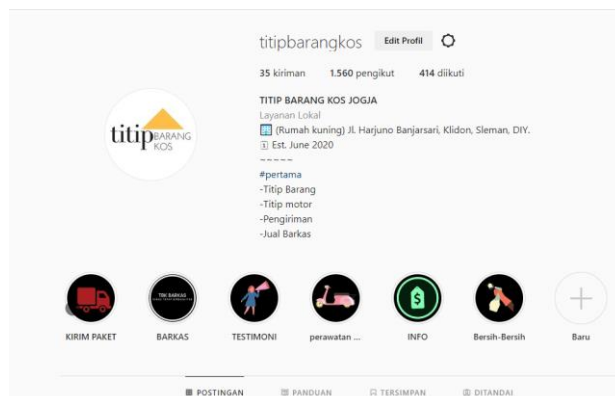 titipbarangkos Edit Profil
35 kiriman 1.560 pengikut 414 diikuti
TITIP BARANG KOS JOGJA
Layanan Lokal
(Rumah kuning) Jl. Harjuno Banjarsari, Klidon, Sleman, DIY.
Est. June 2020
~~~~~
#pertama
-Titip Barang
-Titip motor
-Pengiriman
-Jual Barkas
titip BARANG
KOS
TBK BARKAS
KIRIM PAKET BARKAS TESTIMONI perawatan ... INFO Bersih-Bersih Baru
POSTINGAN PANDUAN TERSIMPAN DITANDAI